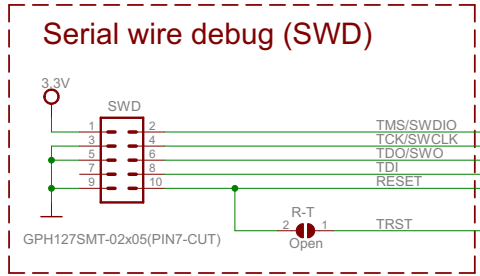 Serial wire debug (SWD)
3.3V
SWD
1 2 TMS/SWDIO
3 4 TCK/SWCLK
5 6 TDO/SWO
7 8 TDI
9 10 RESET
R-T
2 1 TRST
Open
GPH127SMT-02x05(PIN7-CUT)